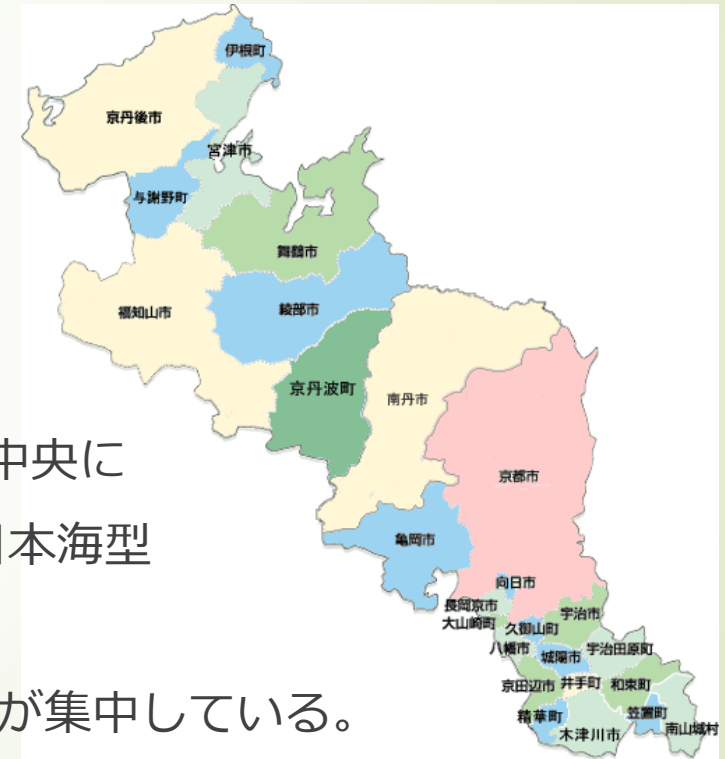 伊根町
京丹後市
宮津市
与謝野町
舞鶴市
福知山市
綾部市
京丹波町
南丹市
中央に
京都市
日本海型
亀岡市
向日市
長岡京市
大山崎町
久御山町
宇治市
八幡市
城陽市
宇治田原町
京田辺市
井手町
和束町
が集中している。
精華町
笠置町
木津川市
南山城村